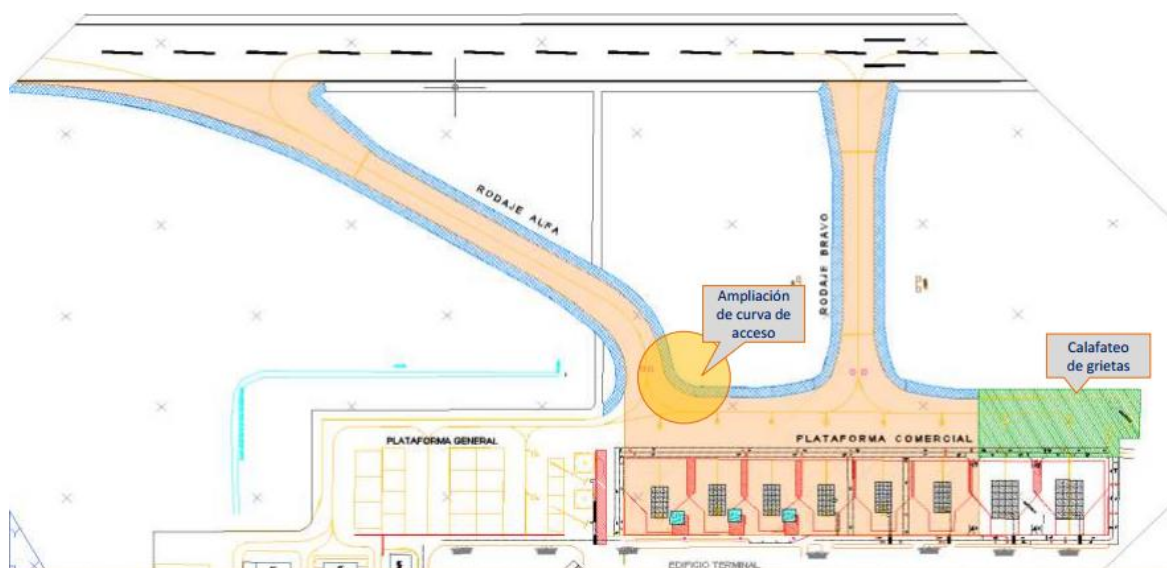 RODAJE ALFA
RODAJE BRAVO
Ampliación
de curva de
acceso
Calafateo
de grietas
PLATAFORMA GENERAL
PLATAFORMA COMERCIAL
EDIFICIO TERMINAL